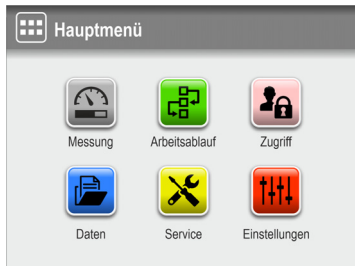 Hauptmenü
Messung Arbeitsablauf Zugriff
Daten Service Einstellungen